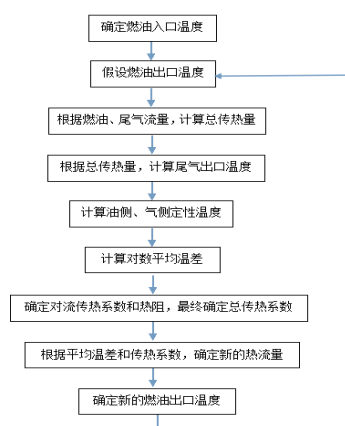 确定燃油入口温度
假设燃油出口温度
根据燃油、尾气流量，计算总传热量
根据总传热量，计算尾气出口温度
计算油侧、气侧定性温度
计算对数平均温差
确定对流传热系数和热阻，最终确定总传热系数
根据平均温差和传热系数，确定新的热流量
确定新的燃油出口温度